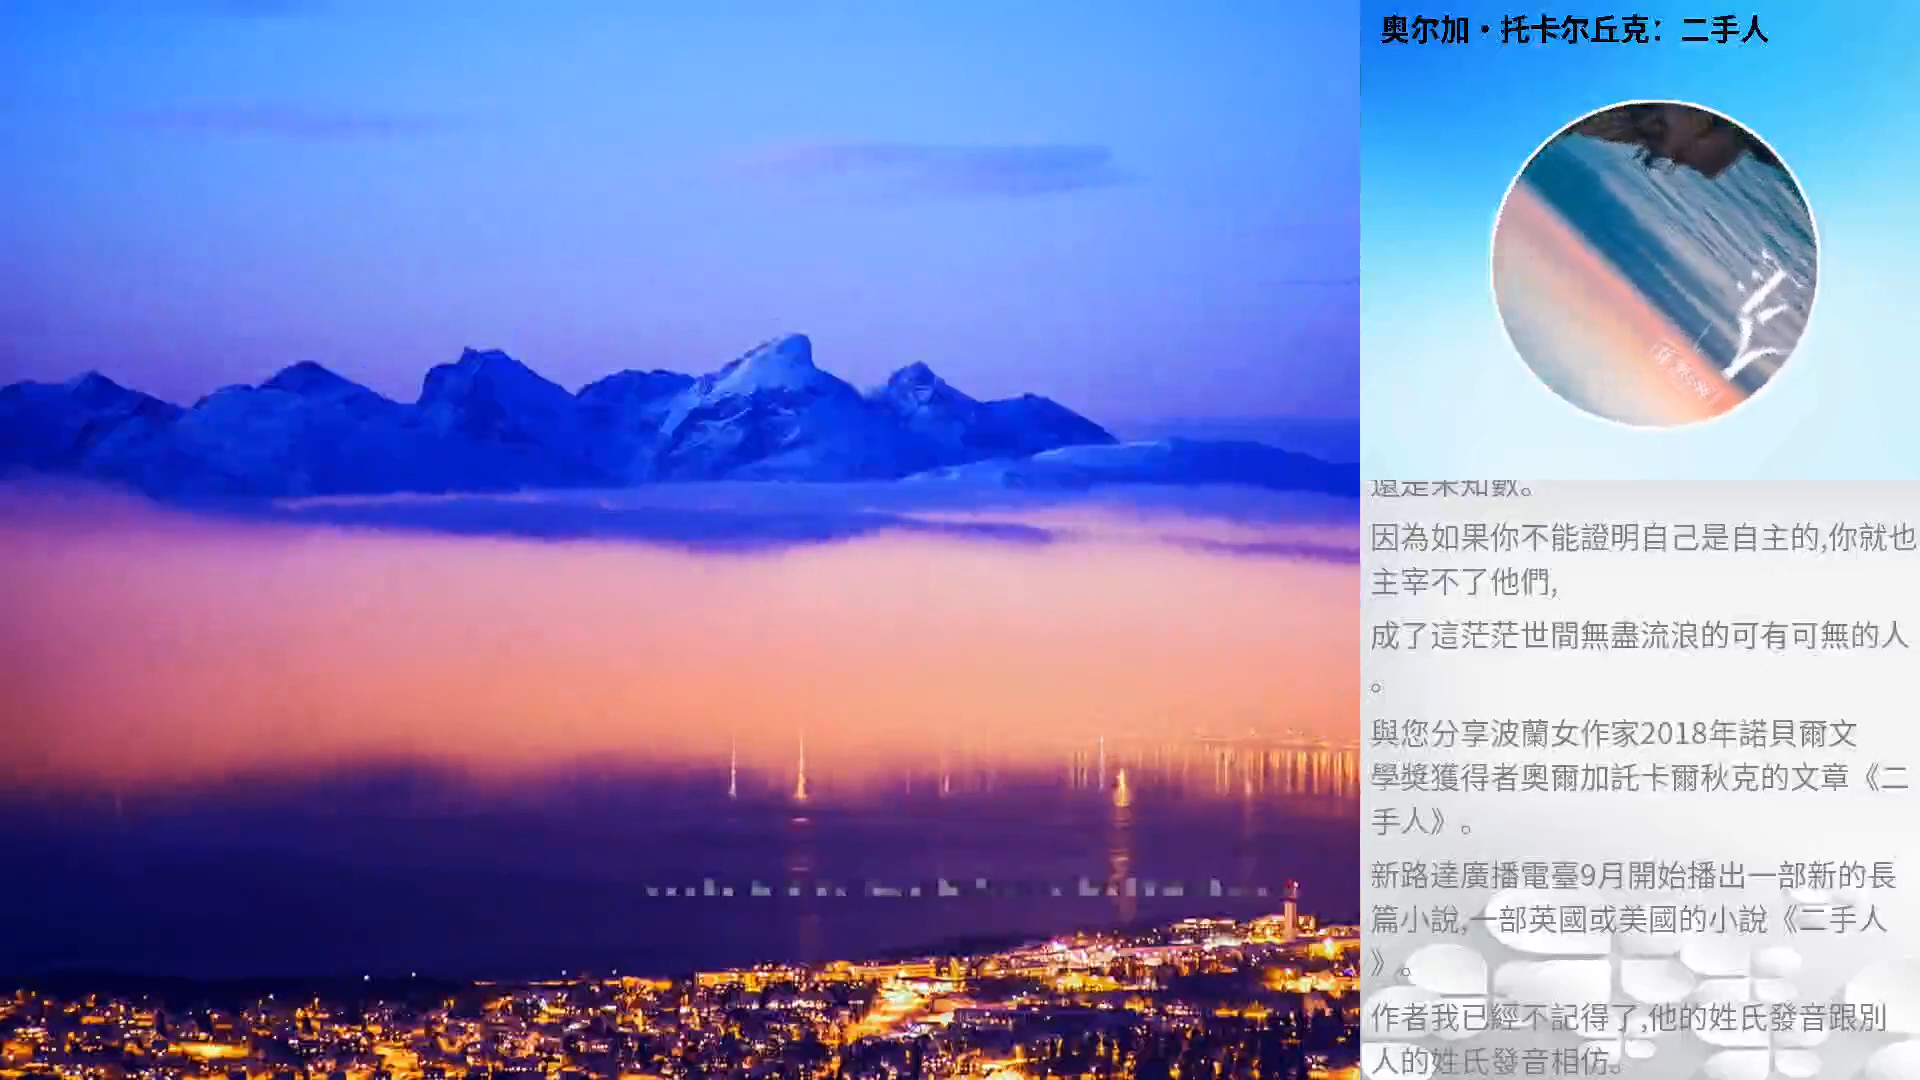 奥尔加·托卡尔丘克：二手人
還是未知數。
因為如果你不能證明自己是自主的,你就也
主宰不了他們,
成了這茫茫世間無盡流浪的可有可無的人
。
與您分享波蘭女作家2018年諾貝爾文
學獎獲得者奧爾加託卡爾秋克的文章《二
手人》。
新路達廣播電臺9月開始播出一部新的長
篇小說,一部英國或美國的小說《二手人
》。
作者我已經不記得了,他的姓氏發音跟別
人的姓氏發音相仿。